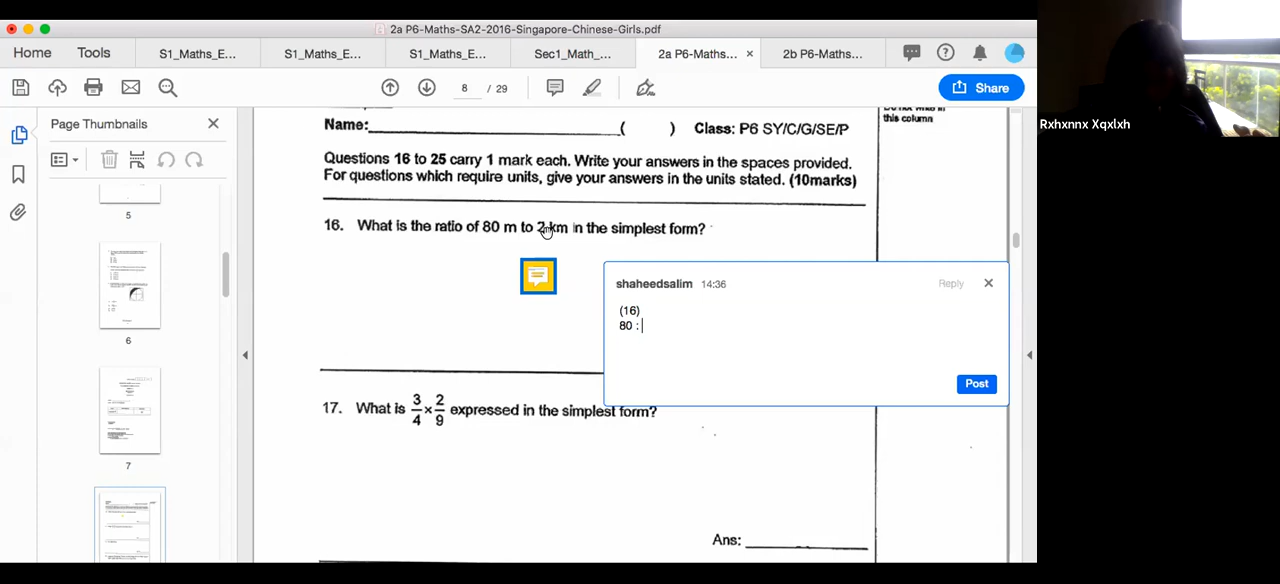 2a P6-Maths-SA2-2016-Singapore-Chinese-Girls.pdf
Home Tools S1_Maths_E... S1_Maths_E... S1_Maths_E... Sec1_Math_... 2a P6-Maths... × 2b P6-Maths...
8 / 29 Share
Page Thumbnails
5
6
7
this column
Name: ( ) Class: P6 SY/C/G/SE/P
Questions 16 to 25 carry 1 mark each. Write your answers in the spaces provided.
For questions which require units, give your answers in the units stated. (10marks)
16. What is the ratio of 80 m to 2 km in the simplest form?
shaheedsalim 14:36 Reply
(16)
80 :
Post
17. What is 3/4 × 2/9 expressed in the simplest form?
Ans:
Rxhxnnx Xqxlxh